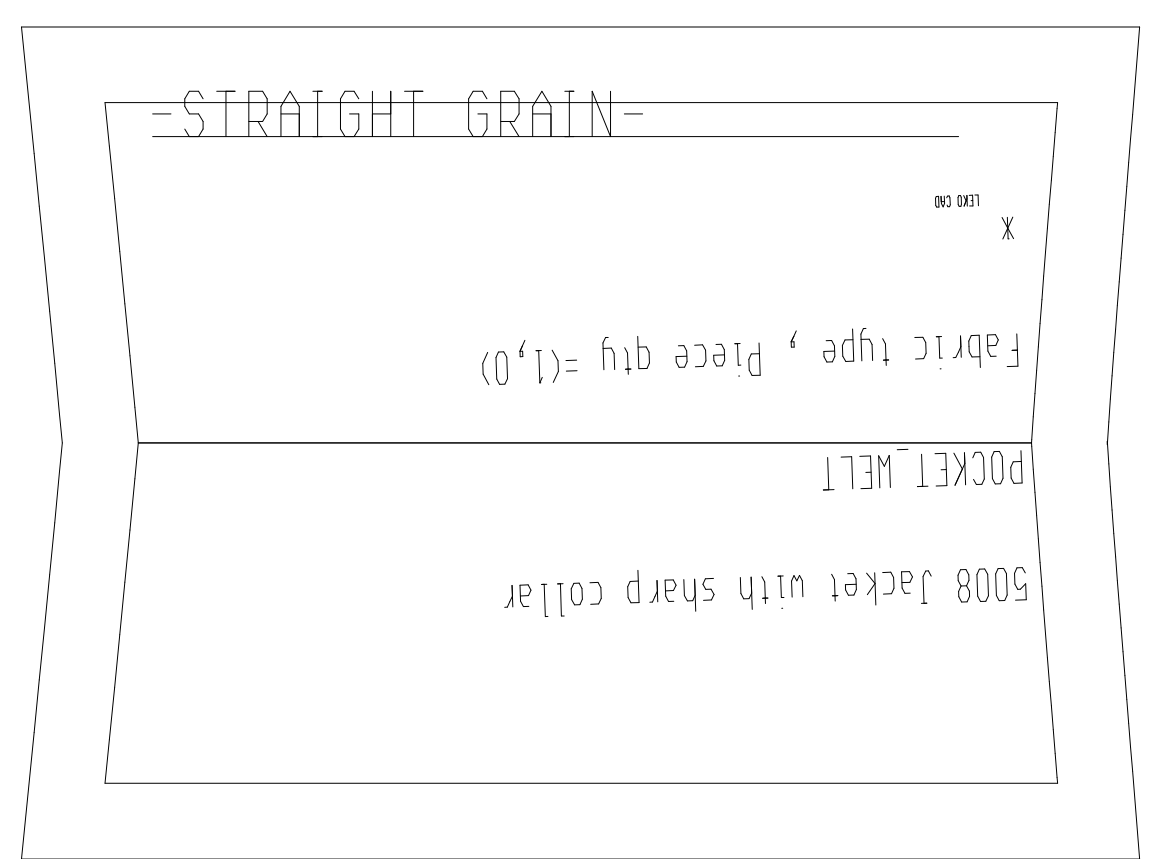 -STRAIGHT GRAIN-
5008 Jacket with sharp collar
POCKET_WELT
Fabric type , Piece qty =(1,0)
Ж
LEKO CAD